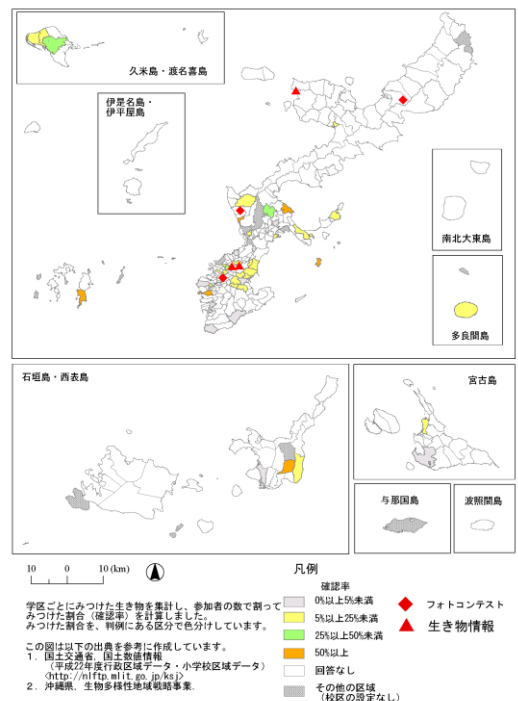 久米島・渡名喜島
伊是名島・
伊平屋島
南北大東島
多良間島
石垣島・西表島
宮古島
与那国島
波照間島
10 0 10(km)
学区ごとにみつけた生き物を集計し、参加者の数で割って
みつけた割合(確認率)を計算しました。
みつけた割合を、判例にある区分で色分けしています。
この図は以下の出典を参考に作成しています。
1. 国土交通省、国土数値情報
(平成22年度行政区域データ・小学校区域データ)
<http://nlftp.mlit.go.jp/ksj>
2. 沖縄県、生物多様性地域戦略事業.
凡例
確認率
0%以上5%未満
5%以上25%未満
25%以上50%未満
50%以上
回答なし
その他の区域
(校区の設定なし)
フォトコンテスト
生き物情報